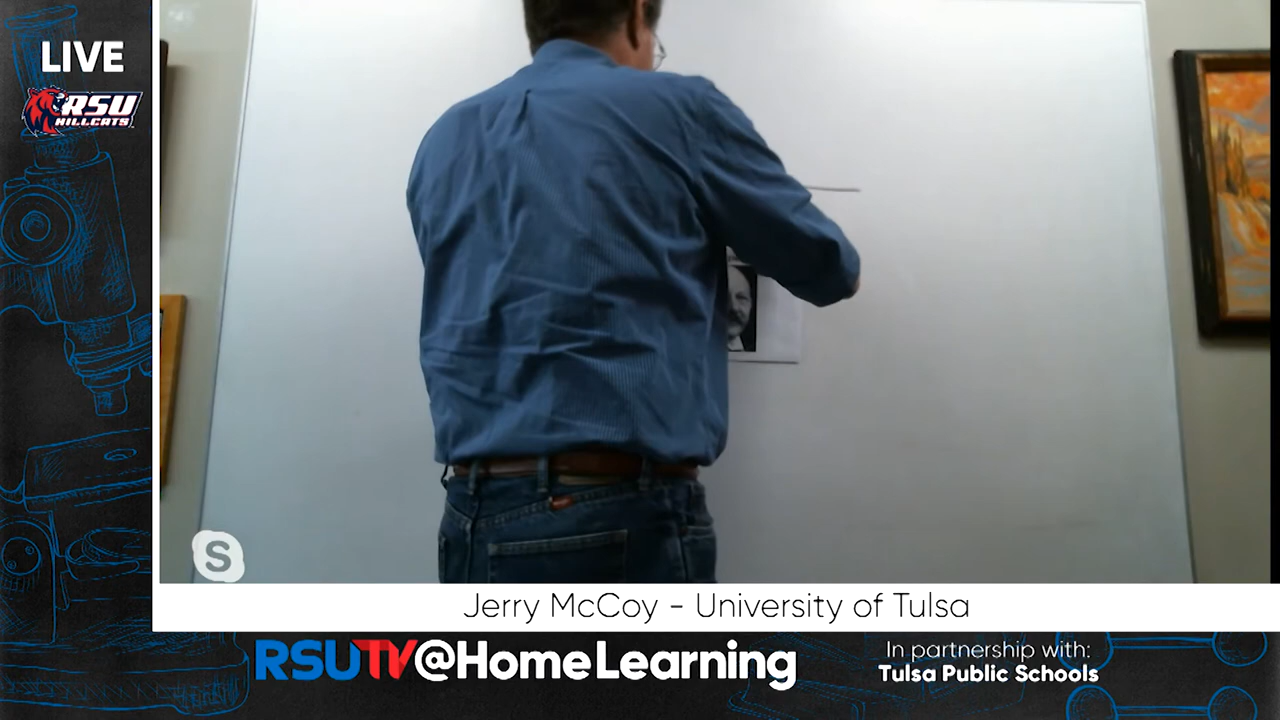 LIVE
RSU
HILLCATS
S
Jerry McCoy - University of Tulsa
RSUTV@HomeLearning
In partnership with:
Tulsa Public Schools